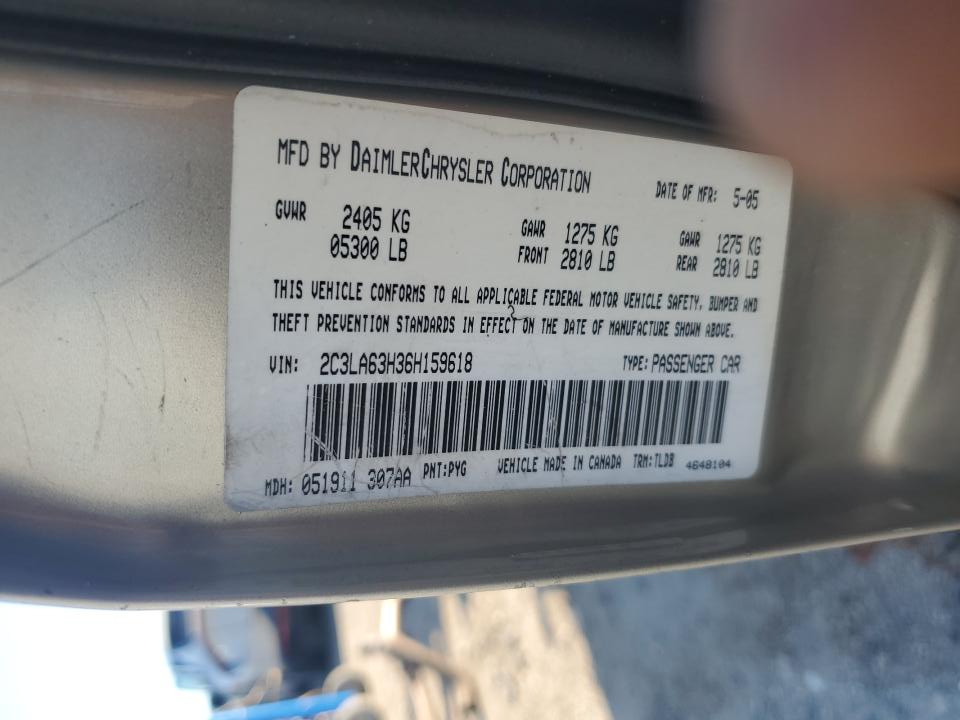 MFD BY DAIMLERCHRYSLER CORPORATION DATE OF MFR: 5-05
GVWR 2405 KG GAWR 1275 KG GAWR 1275 KG
05300 LB FRONT 2810 LB REAR 2810 LB
THIS VEHICLE CONFORMS TO ALL APPLICABLE FEDERAL MOTOR VEHICLE SAFETY, BUMPER AND
THEFT PREVENTION STANDARDS IN EFFECT ON THE DATE OF MANUFACTURE SHOWN ABOVE.
VIN: 2C3LA63H36H159618 TYPE: PASSENGER CAR
MDH: 051911 307AA PNT:PYG VEHICLE MADE IN CANADA TRM:TLDB 4648104